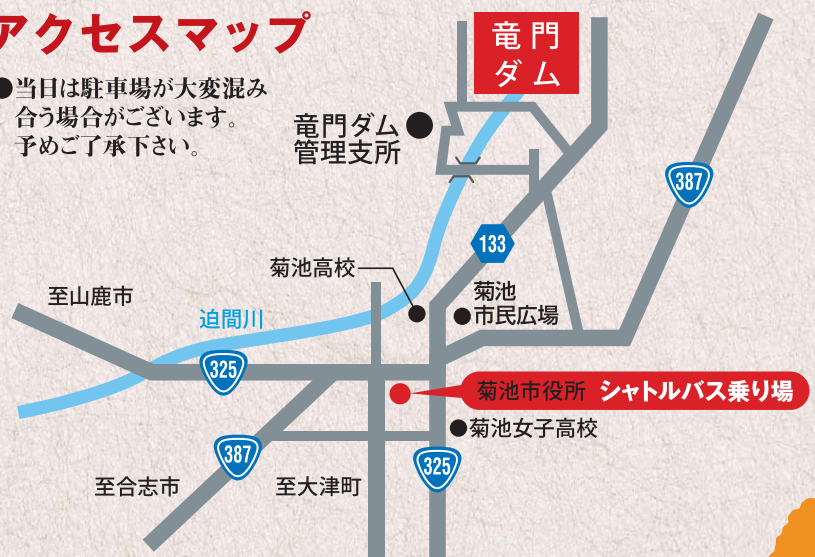 アクセスマップ
●当日は駐車場が大変混み
合う場合がございます。
予めご了承下さい。
竜門
ダム
竜門ダム
管理支所
387
133
菊池高校
菊池
市民広場
至山鹿市
迫間川
325
菊池市役所 シャトルバス乗り場
菊池女子高校
387
325
至合志市
至大津町